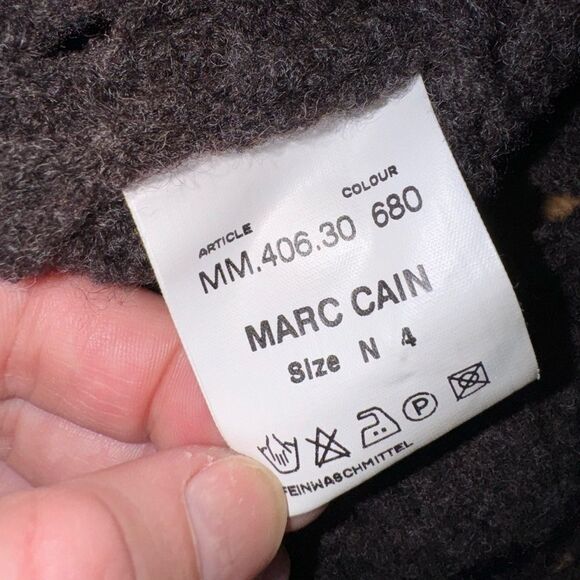 ARTICLE COLOUR
MM.406.30 680
MARC CAIN
Size N 4
P
FEINWASCHMITTEL